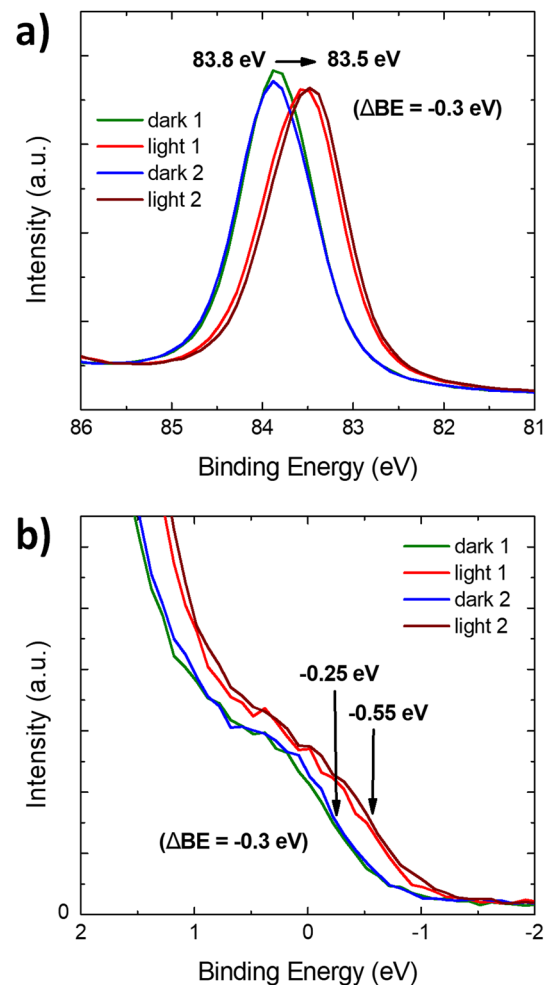 a)
83.8 eV → 83.5 eV
(ΔBE = -0.3 eV)
dark 1
light 1
dark 2
light 2
Intensity (a.u.)
86 85 84 83 82 81
Binding Energy (eV)
b)
dark 1
light 1
dark 2
light 2
-0.25 eV
-0.55 eV
(ΔBE = -0.3 eV)
Intensity (a.u.)
0
2 1 0 -1 -2
Binding Energy (eV)